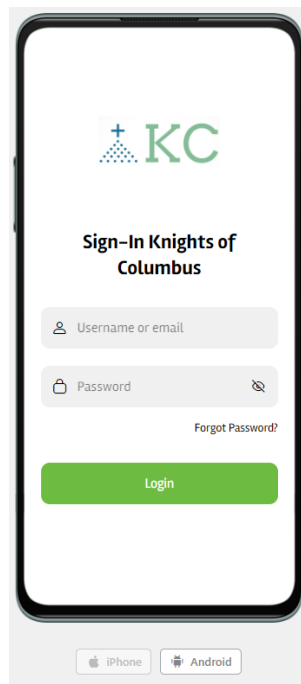 KC
Sign-In Knights of
Columbus
Username or email
Password
Forgot Password?
Login
iPhone
Android